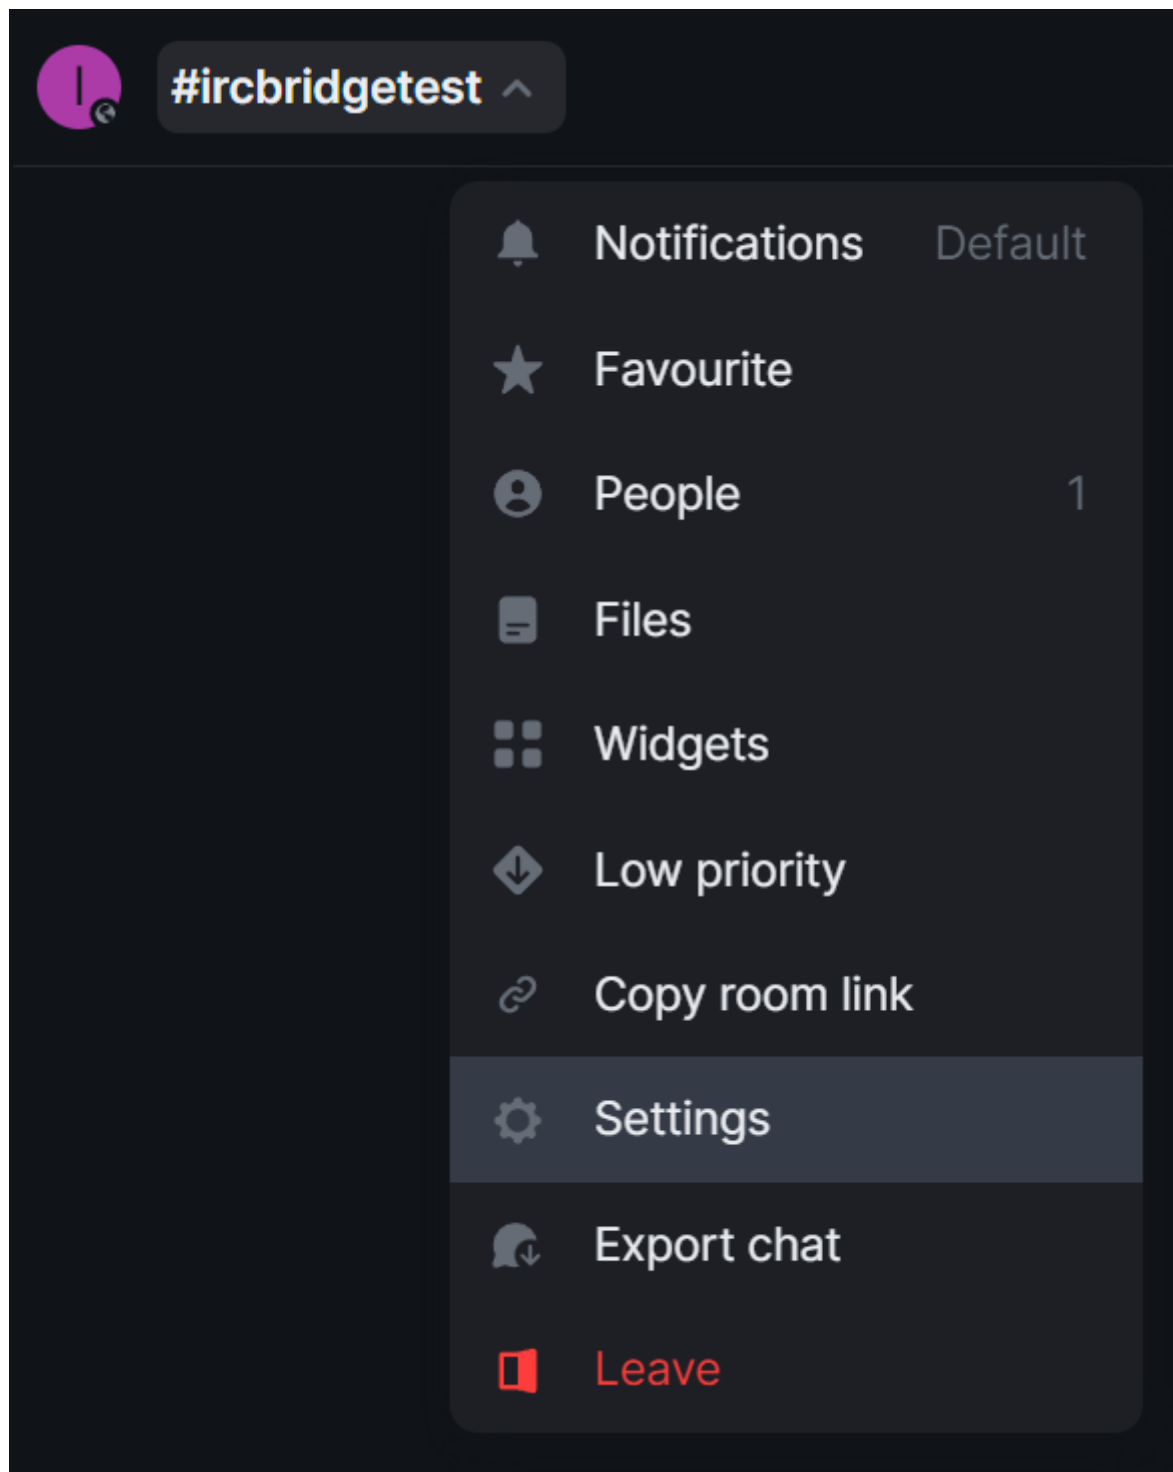 I
#ircbridgetest
Notifications Default
Favourite
People 1
Files
Widgets
Low priority
Copy room link
Settings
Export chat
Leave